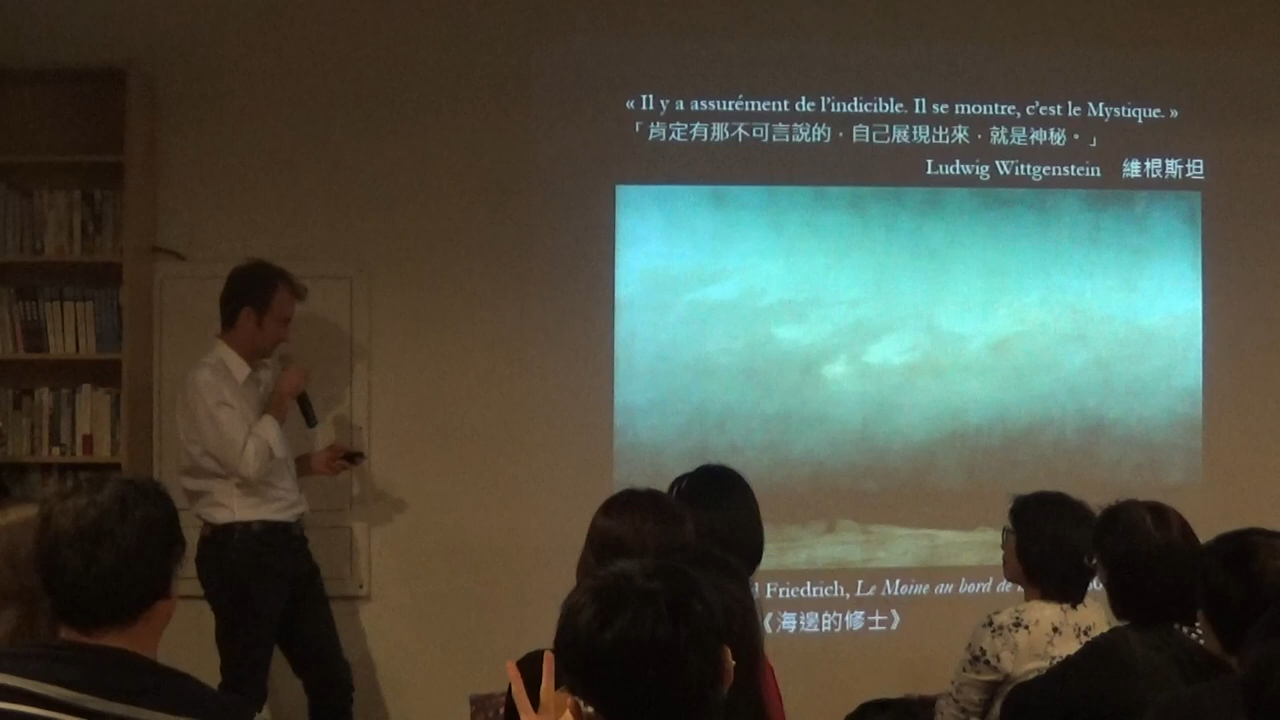 « Il y a assurément de l'indicible. Il se montre, c'est le Mystique. »
「肯定有那不可言說的，自己展現出來，就是神秘。」
Ludwig Wittgenstein 維根斯坦
Friedrich, Le Moine au bord de
《海邊的修士》